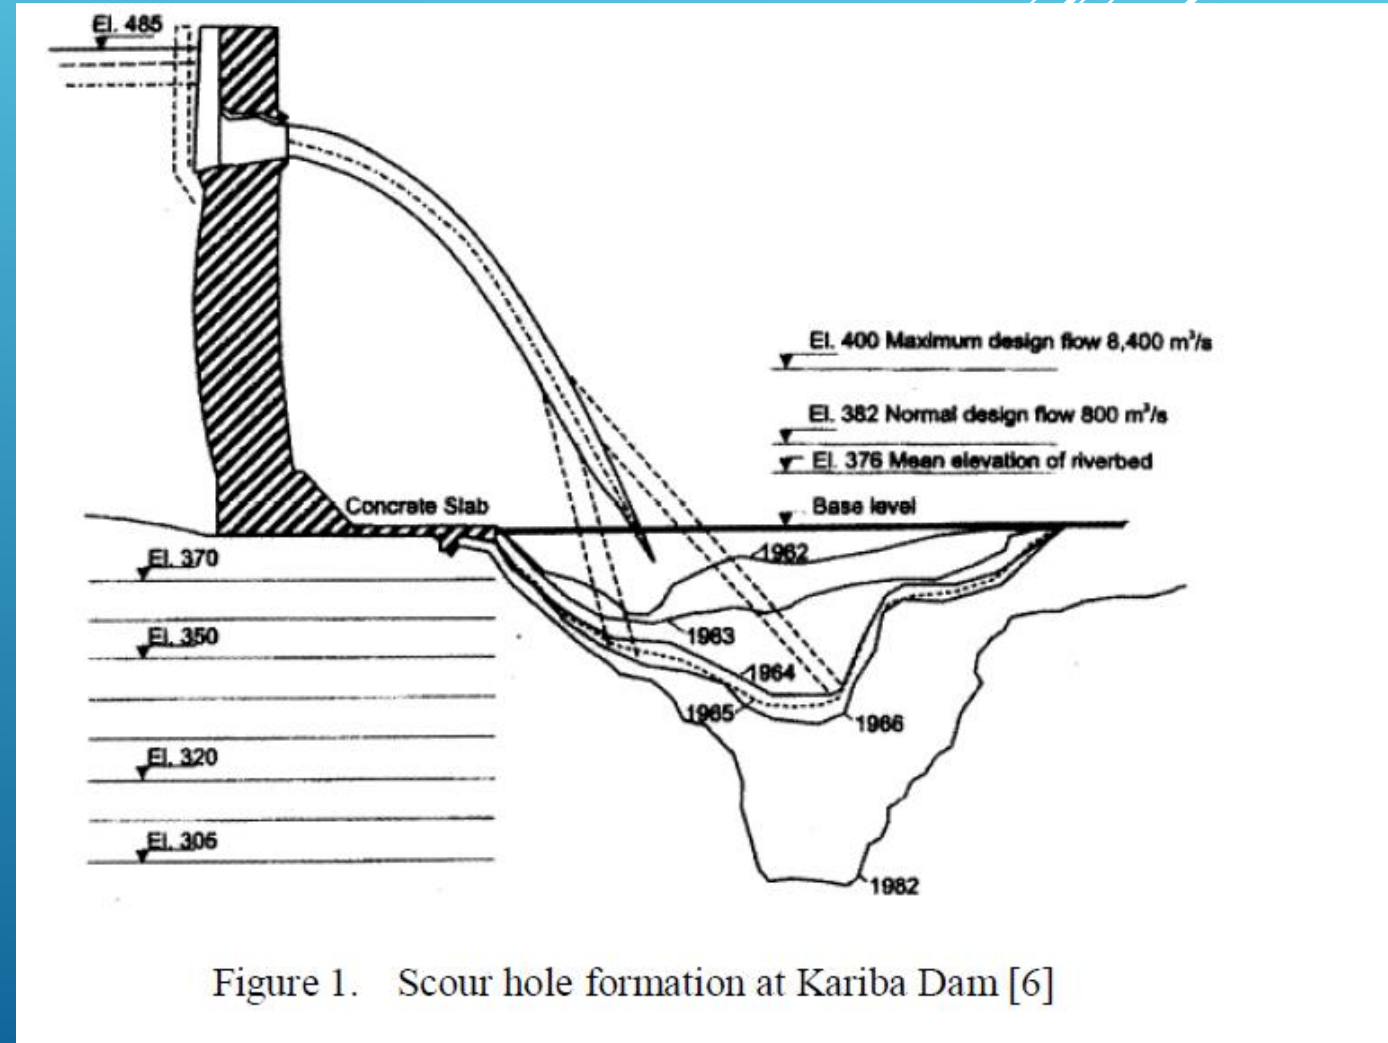 El. 485
El. 400 Maximum design flow 8,400 m³/s
El. 382 Normal design flow 800 m³/s
El. 376 Mean elevation of riverbed
Concrete Slab
Base level
El. 370
1962
El. 350
1963
1964
1965
1966
El. 320
El. 305
1982
Figure 1. Scour hole formation at Kariba Dam [6]